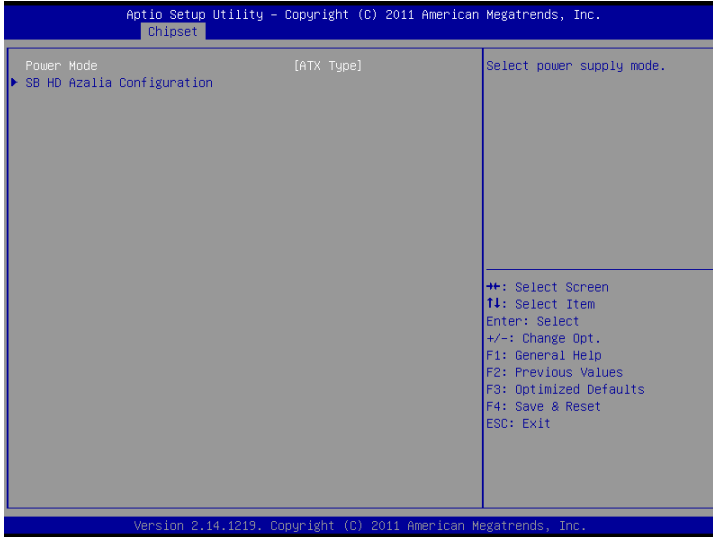 Aptio Setup Utility – Copyright (C) 2011 American Megatrends, Inc.
Chipset
Power Mode [ATX Type]
▶ SB HD Azalia Configuration
Select power supply mode.
→←: Select Screen
↑↓: Select Item
Enter: Select
+/-: Change Opt.
F1: General Help
F2: Previous Values
F3: Optimized Defaults
F4: Save & Reset
ESC: Exit
Version 2.14.1219. Copyright (C) 2011 American Megatrends, Inc.